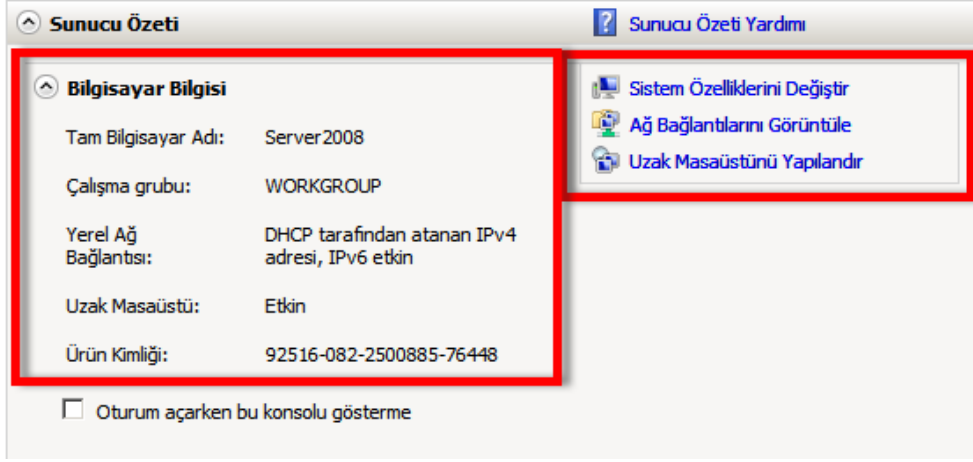 Sunucu Özeti
Sunucu Özeti Yardımı
Bilgisayar Bilgisi
Tam Bilgisayar Adı: Server2008
Çalışma grubu: WORKGROUP
Yerel Ağ
Bağlantısı:
DHCP tarafından atanan IPv4
adresi, IPv6 etkin
Uzak Masaüstü: Etkin
Ürün Kimliği: 92516-082-2500885-76448
Sistem Özelliklerini Değiştir
Ağ Bağlantılarını Görüntüle
Uzak Masaüstünü Yapılandır
Oturum açarken bu konsolu gösterme